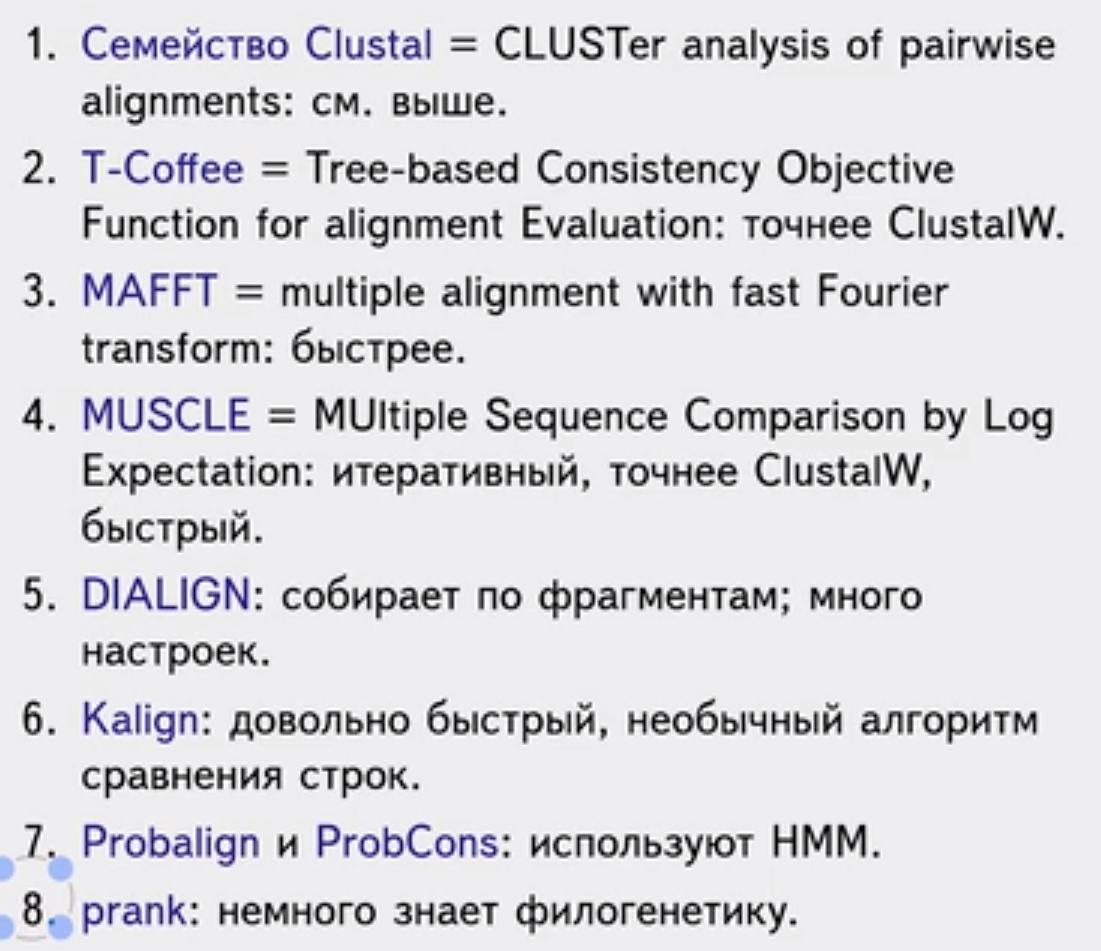 1. Семейство Clustal = CLUSTer analysis of pairwise
alignments: см. выше.
2. T-Coffee = Tree-based Consistency Objective
Function for alignment Evaluation: точнее ClustalW.
3. MAFFT = multiple alignment with fast Fourier
transform: быстрее.
4. MUSCLE = MUltiple Sequence Comparison by Log
Expectation: итеративный, точнее ClustalW,
быстрый.
5. DIALIGN: собирает по фрагментам; много
настроек.
6. Kalign: довольно быстрый, необычный алгоритм
сравнения строк.
7. Probalign и ProbCons: используют HMM.
8. prank: немного знает филогенетику.